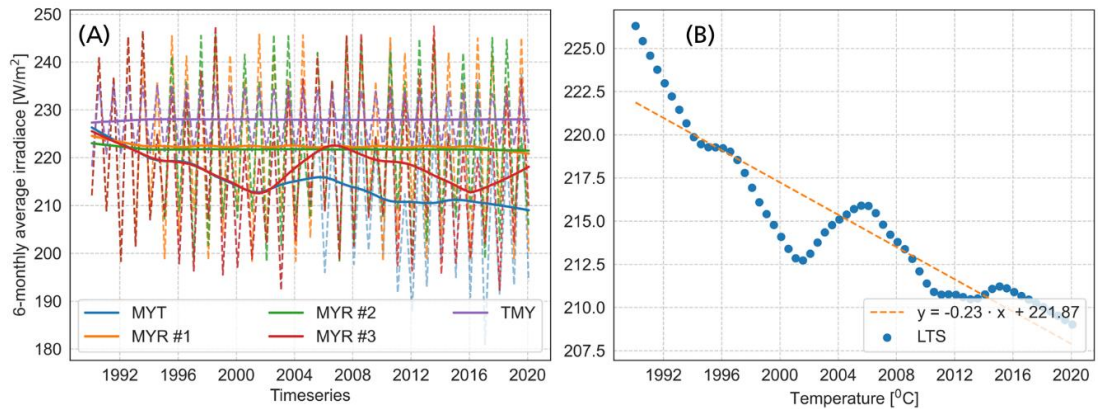 (A)
6-monthly average irradiace [W/m²]
250
240
230
220
210
200
190
180
MYT
MYR #1
MYR #2
MYR #3
TMY
1992 1996 2000 2004 2008 2012 2016 2020
Timeseries
(B)
225.0
222.5
220.0
217.5
215.0
212.5
210.0
207.5
y = -0.23 · x + 221.87
LTS
1992 1996 2000 2004 2008 2012 2016 2020
Temperature [⁰C]